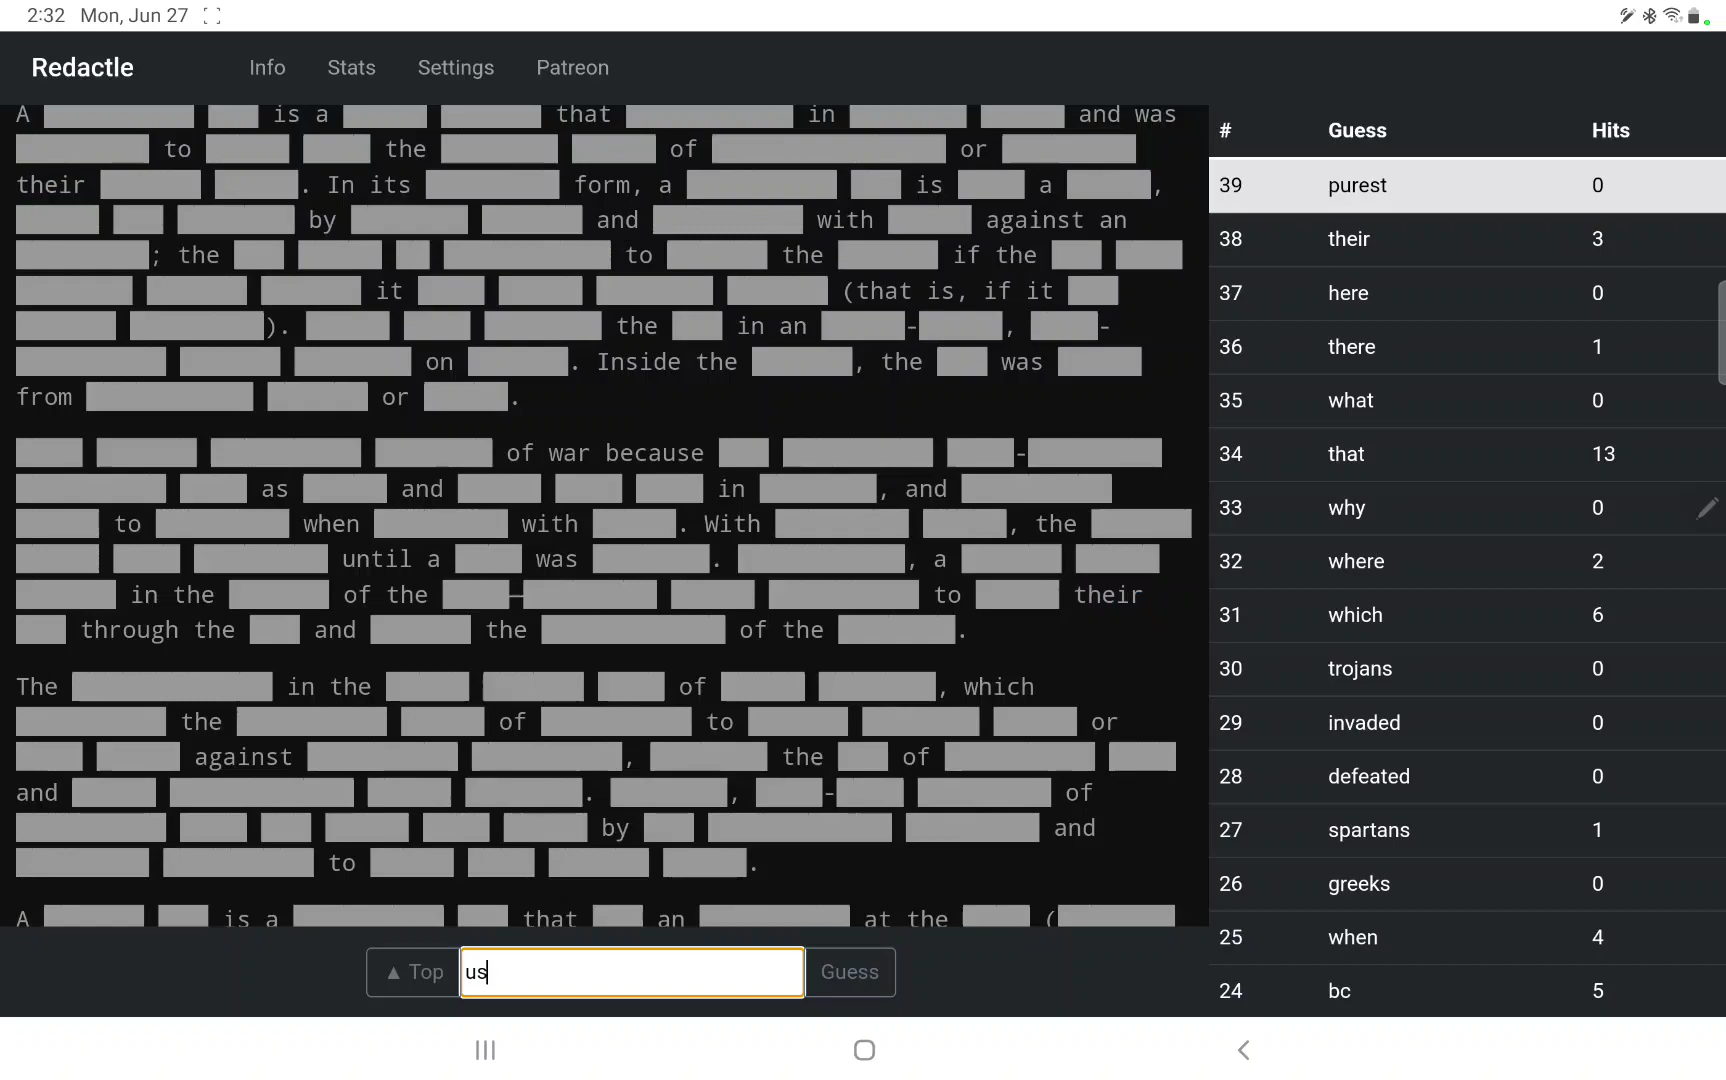 2:32 Mon, Jun 27
Redactle Info Stats Settings Patreon
A is a that in and was
to the of or
their . In its form, a is a ,
by and with against an
; the to the if the
it (that is, if it
). the in an - , -
on . Inside the , the was
from or .
of war because -
as and in , and
to when with . With , the
until a was . , a
in the of the — to their
through the and the of the .
The in the of , which
the of to or
against , the of
and . , - of
by and
to .
A is a that an at the (
▲ Top us Guess
# Guess Hits
39 purest 0
38 their 3
37 here 0
36 there 1
35 what 0
34 that 13
33 why 0
32 where 2
31 which 6
30 trojans 0
29 invaded 0
28 defeated 0
27 spartans 1
26 greeks 0
25 when 4
24 bc 5